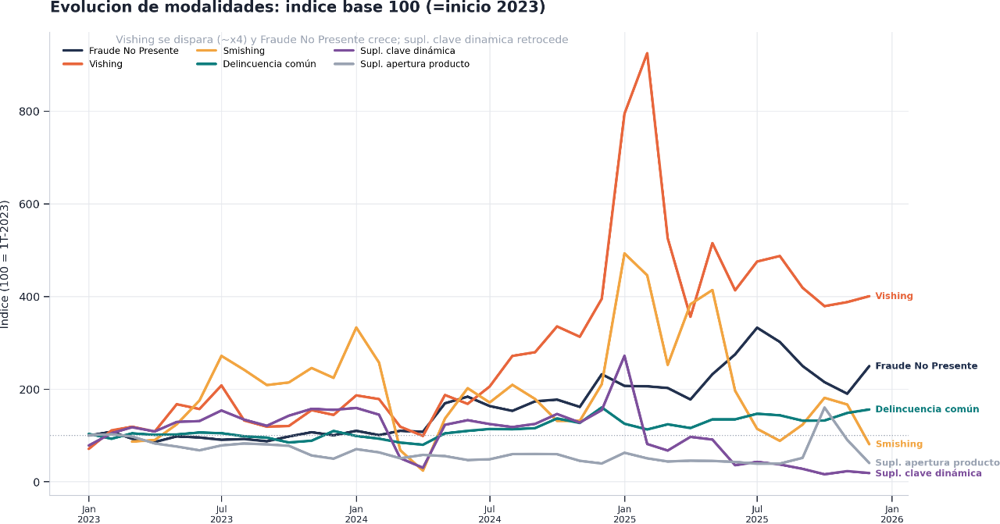 Evolucion de modalidades: indice base 100 (=inicio 2023)
Vishing se dispara (~x4) y Fraude No Presente crece; supl. clave dinamica retrocede
Fraude No Presente
Vishing
Smishing
Delincuencia común
Supl. clave dinámica
Supl. apertura producto
Indice (100 = 1T-2023)
800
600
400
200
0
Vishing
Fraude No Presente
Delincuencia común
Smishing
Supl. apertura producto
Supl. clave dinámica
Jan
2023
Jul
2023
Jan
2024
Jul
2024
Jan
2025
Jul
2025
Jan
2026